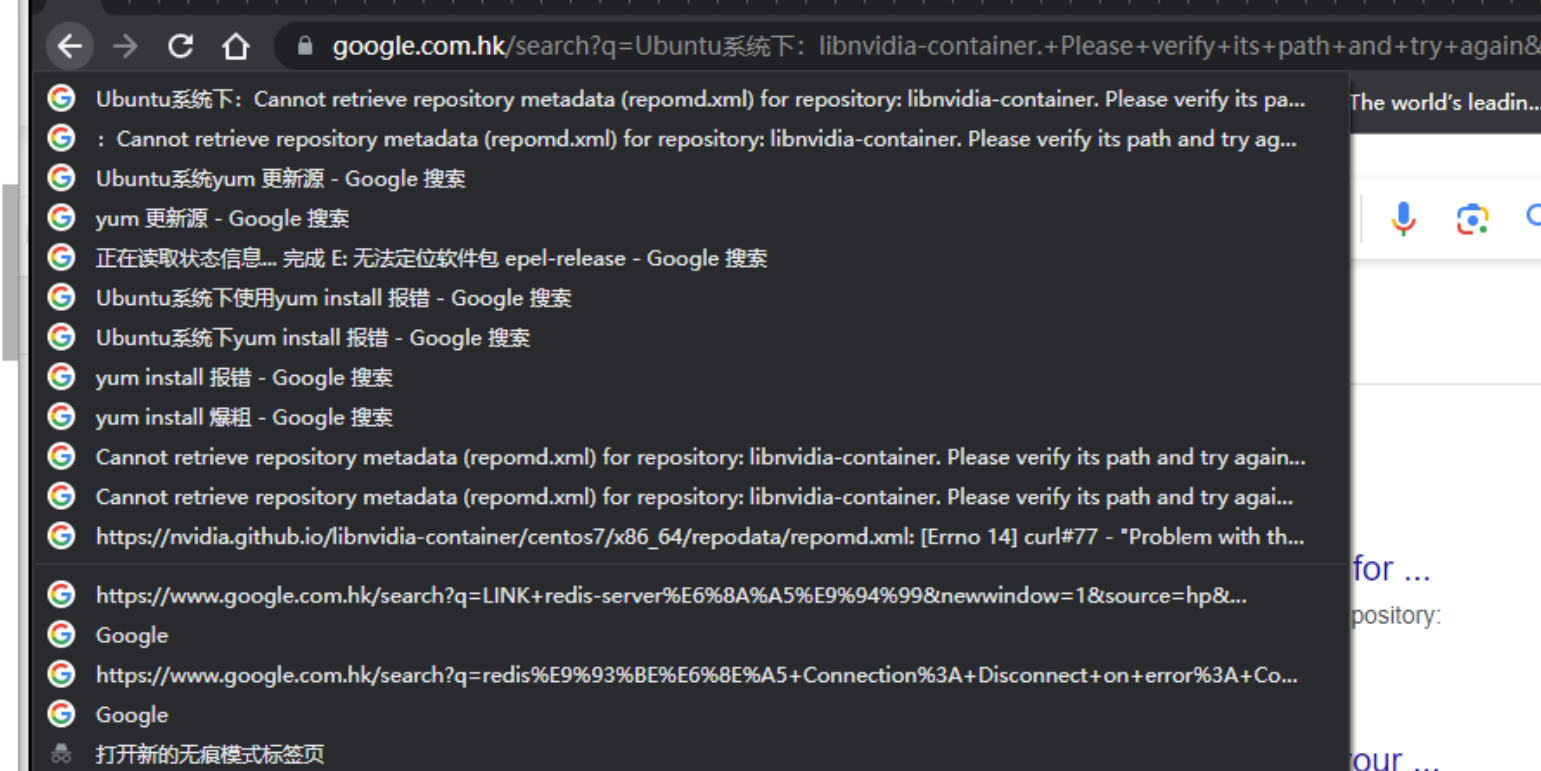 google.com.hk/search?q=Ubuntu系统下：libnvidia-container.+Please+verify+its+path+and+try+again&
Ubuntu系统下：Cannot retrieve repository metadata (repomd.xml) for repository: libnvidia-container. Please verify its pa...
The world's leadin...
：Cannot retrieve repository metadata (repomd.xml) for repository: libnvidia-container. Please verify its path and try ag...
Ubuntu系统yum 更新源 - Google 搜索
yum 更新源 - Google 搜索
正在读取状态信息... 完成 E: 无法定位软件包 epel-release - Google 搜索
Ubuntu系统下使用yum install 报错 - Google 搜索
Ubuntu系统下yum install 报错 - Google 搜索
yum install 报错 - Google 搜索
yum install 爆粗 - Google 搜索
Cannot retrieve repository metadata (repomd.xml) for repository: libnvidia-container. Please verify its path and try again...
Cannot retrieve repository metadata (repomd.xml) for repository: libnvidia-container. Please verify its path and try agai...
https://nvidia.github.io/libnvidia-container/centos7/x86_64/repodata/repomd.xml: [Errno 14] curl#77 - "Problem with th...
for ...
https://www.google.com.hk/search?q=LINK+redis-server%E6%8A%A5%E9%94%99&newwindow=1&source=hp&...
pository:
Google
https://www.google.com.hk/search?q=redis%E9%93%BE%E6%8E%A5+Connection%3A+Disconnect+on+error%3A+Co...
Google
打开新的无痕模式标签页
our ...